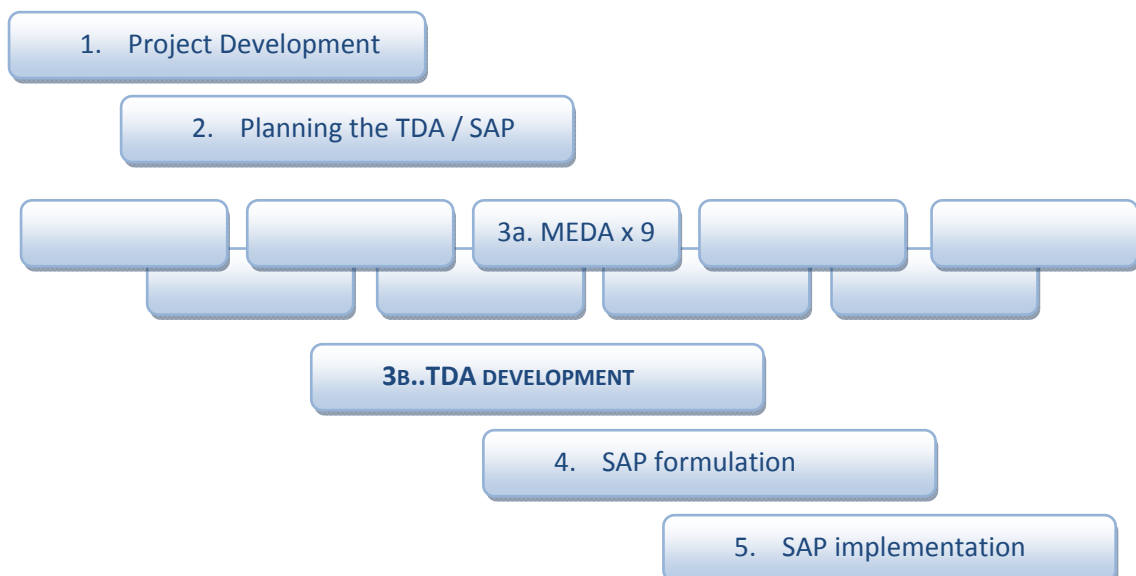 1. Project Development
2. Planning the TDA / SAP
3a. MEDA x 9
3B..TDA DEVELOPMENT
4. SAP formulation
5. SAP implementation